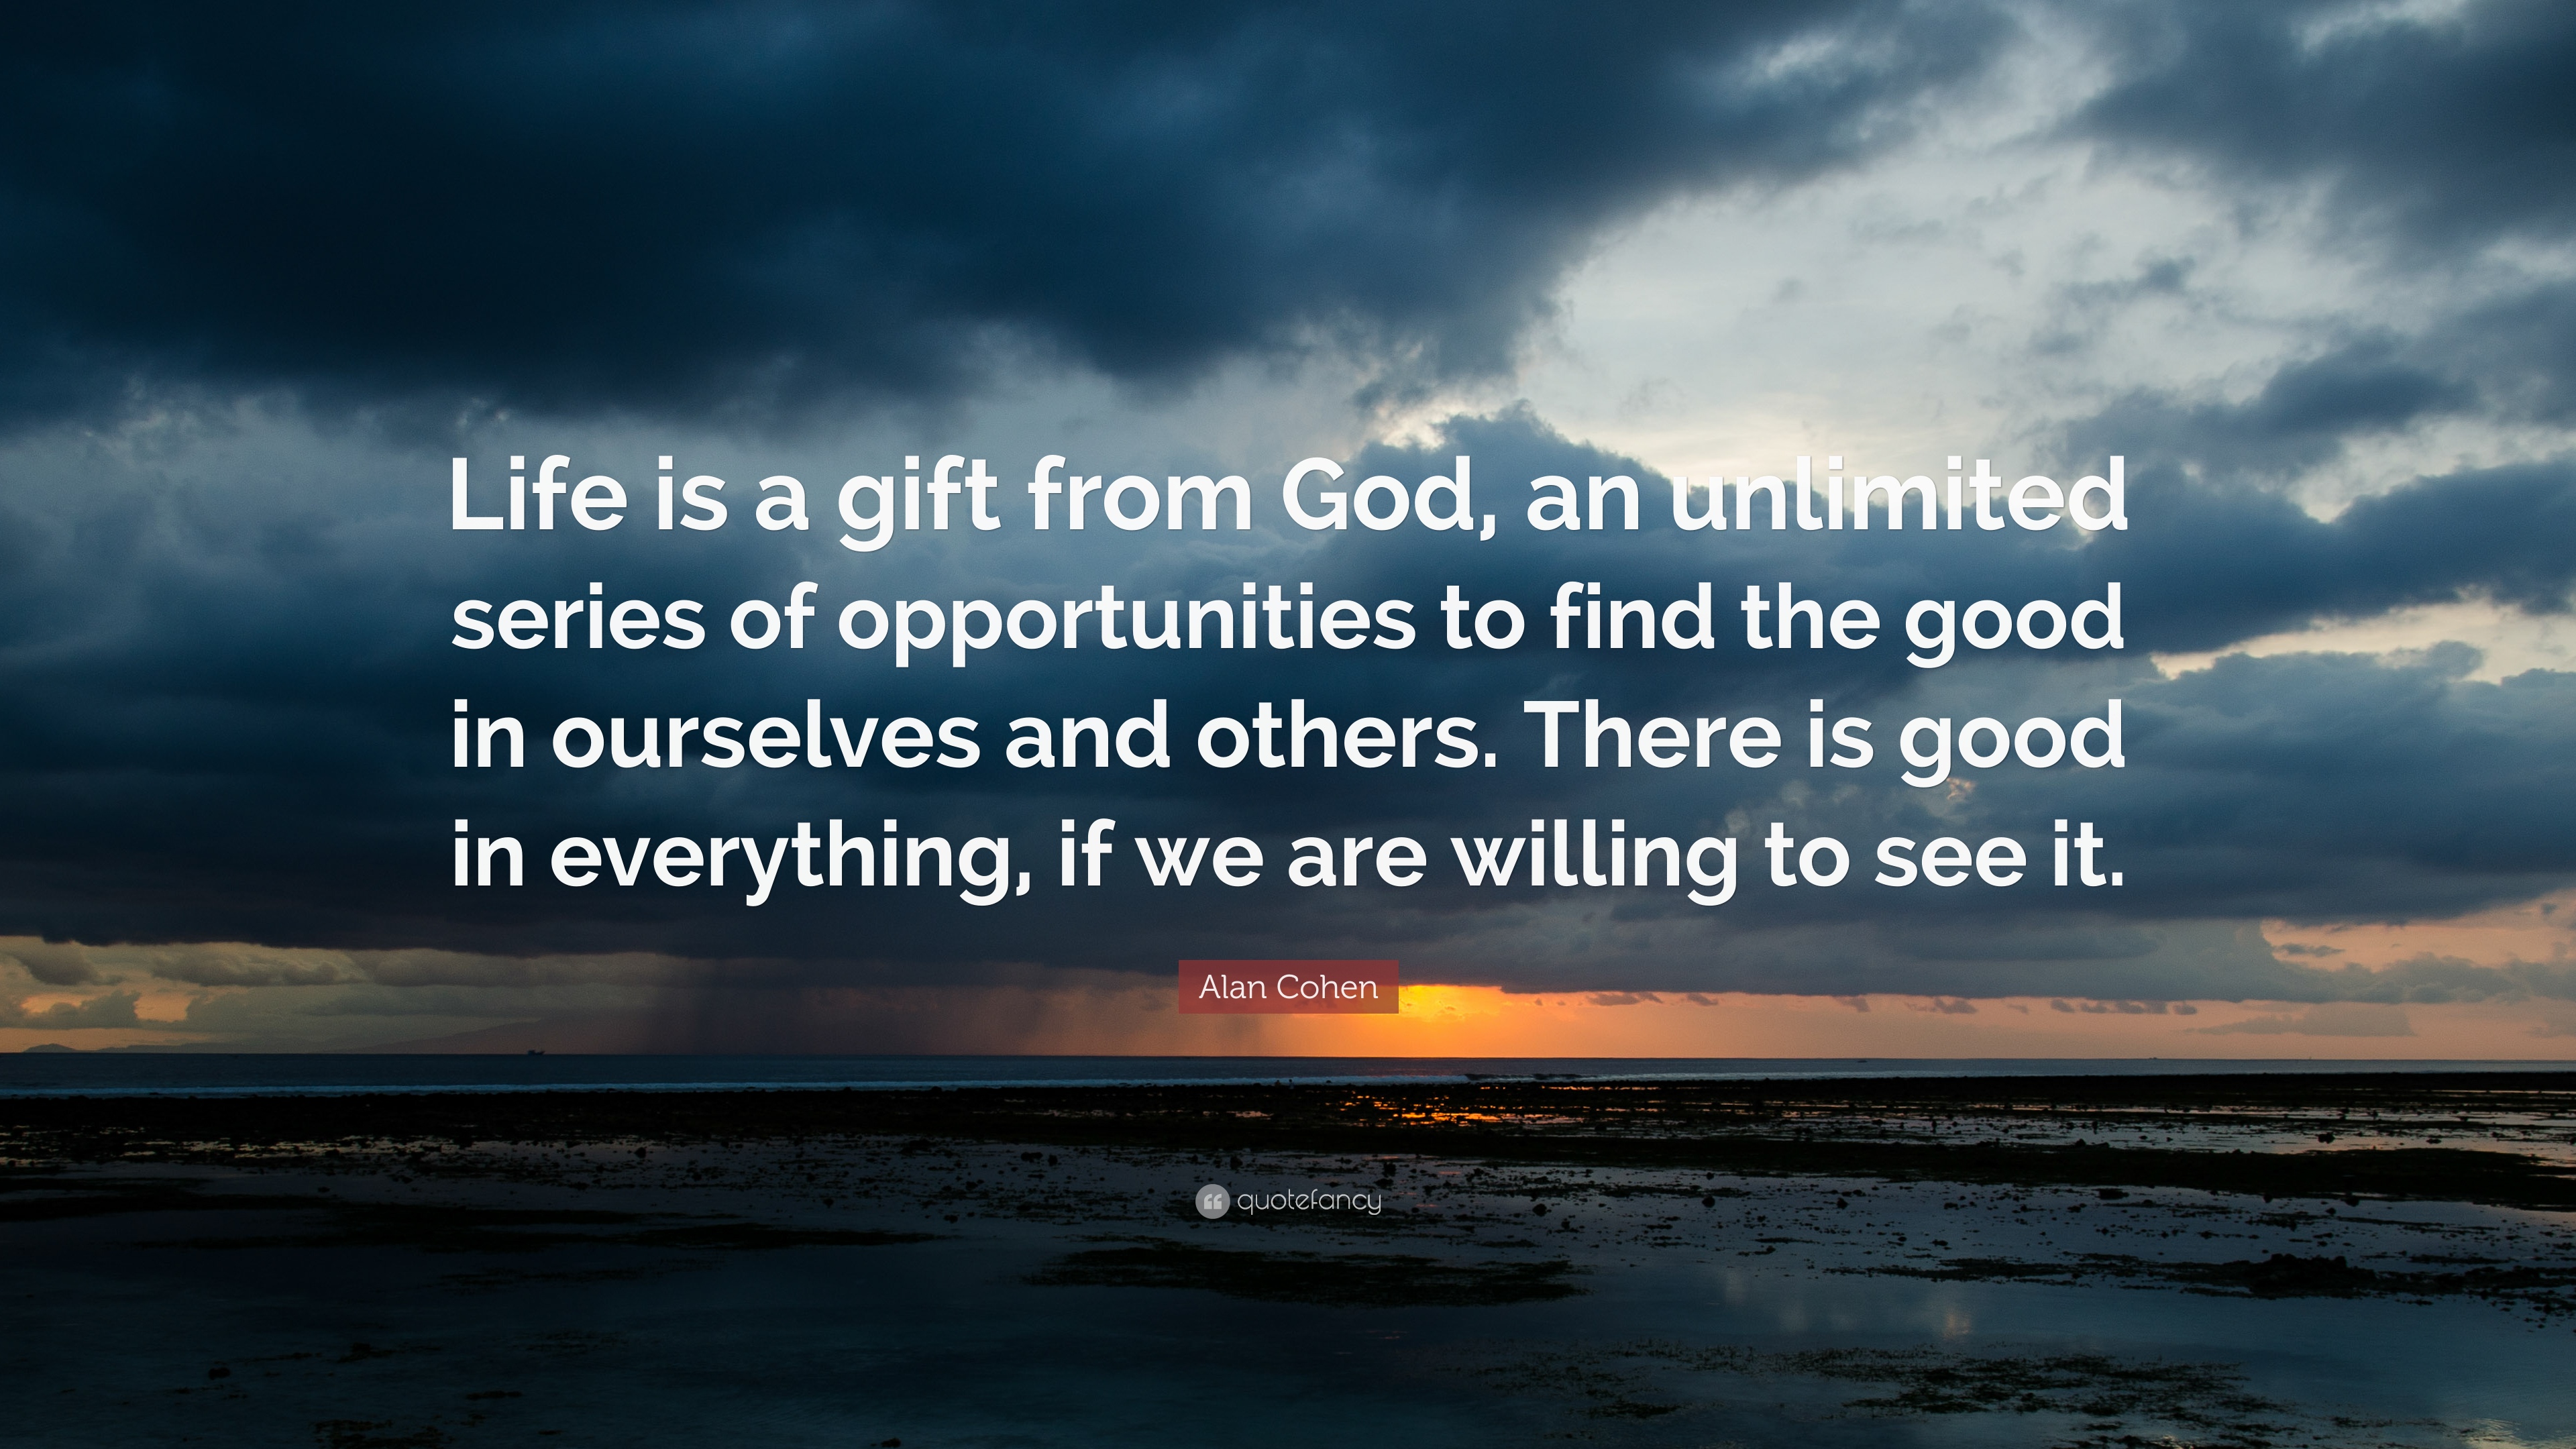 Life is a gift from God, an unlimited
series of opportunities to find the good
in ourselves and others. There is good
in everything, if we are willing to see it.
Alan Cohen
quotefancy